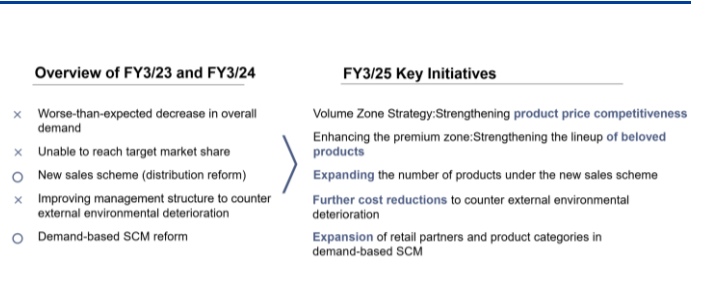 Overview of FY3/23 and FY3/24
× Worse-than-expected decrease in overall
demand
× Unable to reach target market share
○ New sales scheme (distribution reform)
× Improving management structure to counter
external environmental deterioration
○ Demand-based SCM reform
FY3/25 Key Initiatives
Volume Zone Strategy:Strengthening product price competitiveness
Enhancing the premium zone:Strengthening the lineup of beloved
products
Expanding the number of products under the new sales scheme
Further cost reductions to counter external environmental
deterioration
Expansion of retail partners and product categories in
demand-based SCM